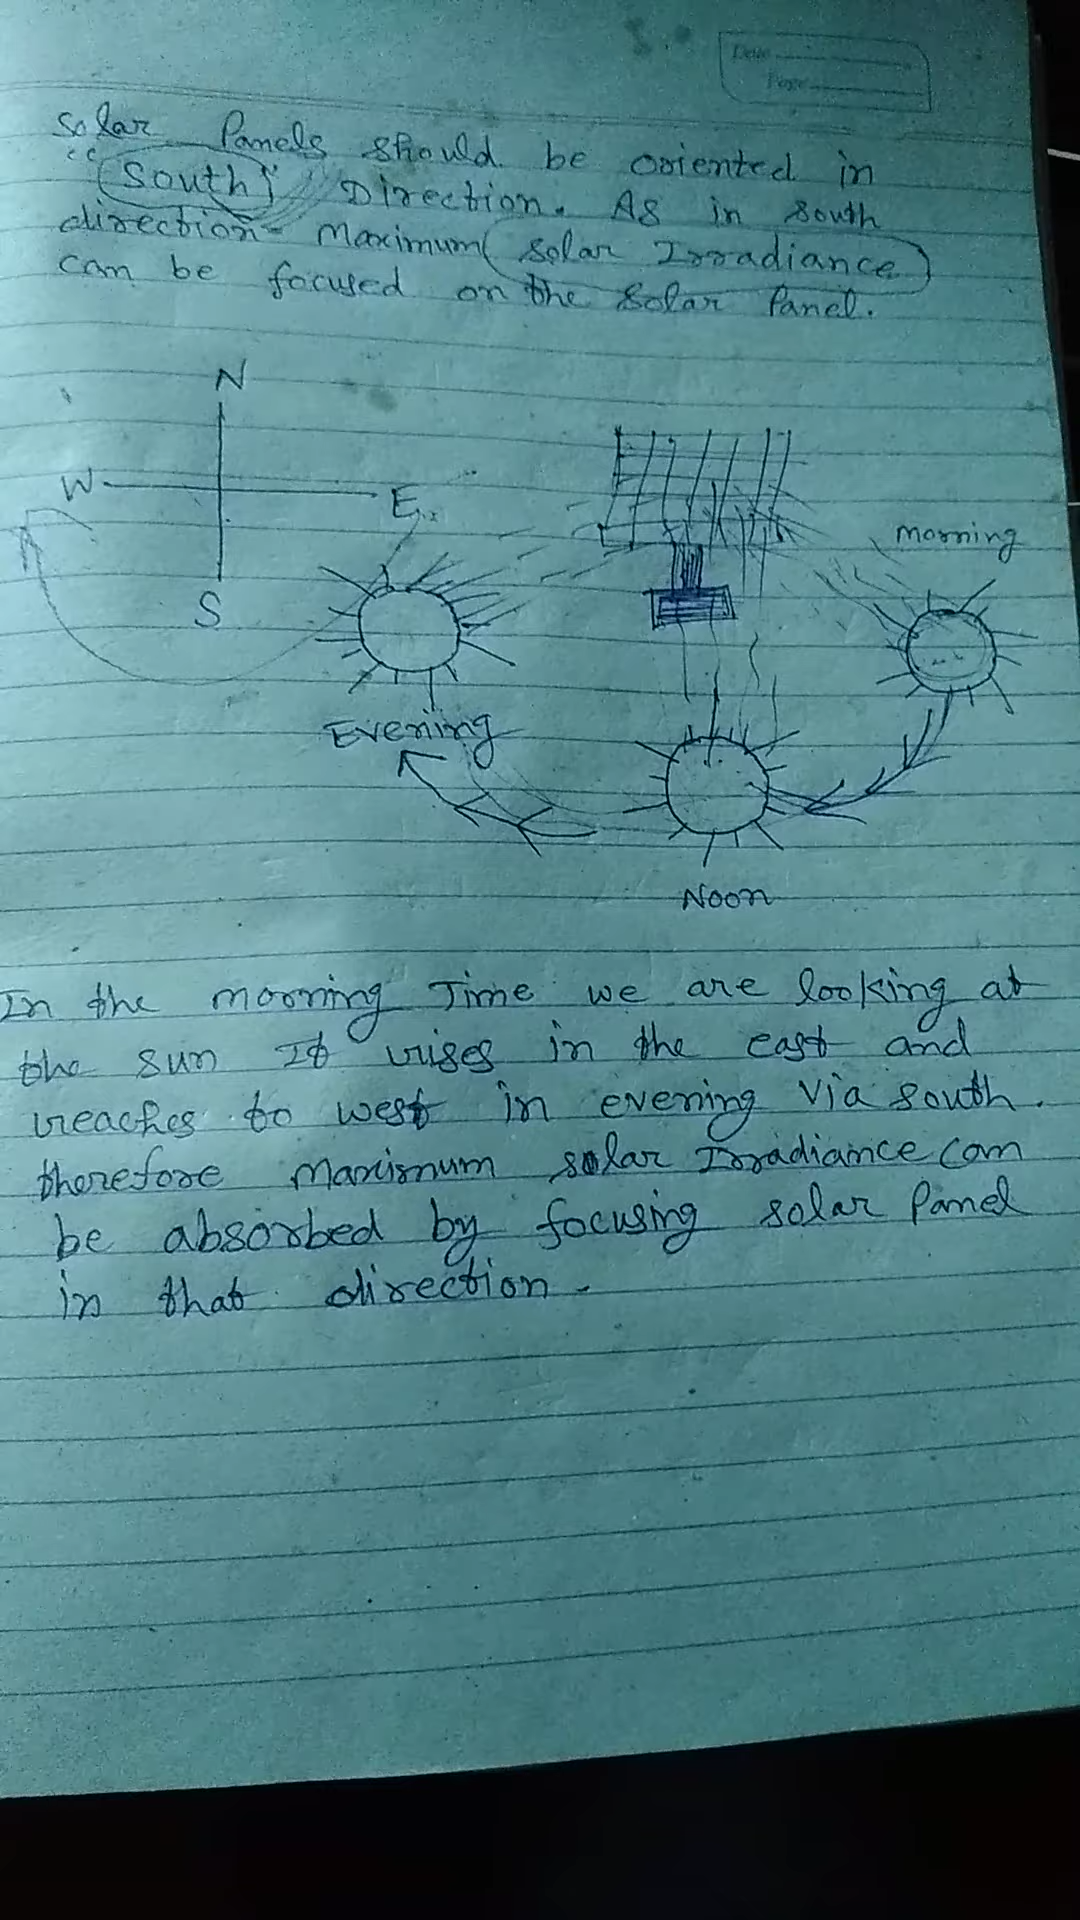 Date
Page
Solar Panels should be oriented in
"South" Direction. As in south
direction maximum solar Irradiance
can be focused on the Solar Panel.
N
W E
S
morning
Evening
Noon
In the morning Time we are looking at
the sun It rises in the east and
reaches to west in evening via south.
therefore maximum solar Irradiance can
be absorbed by focusing solar Panel
in that direction.